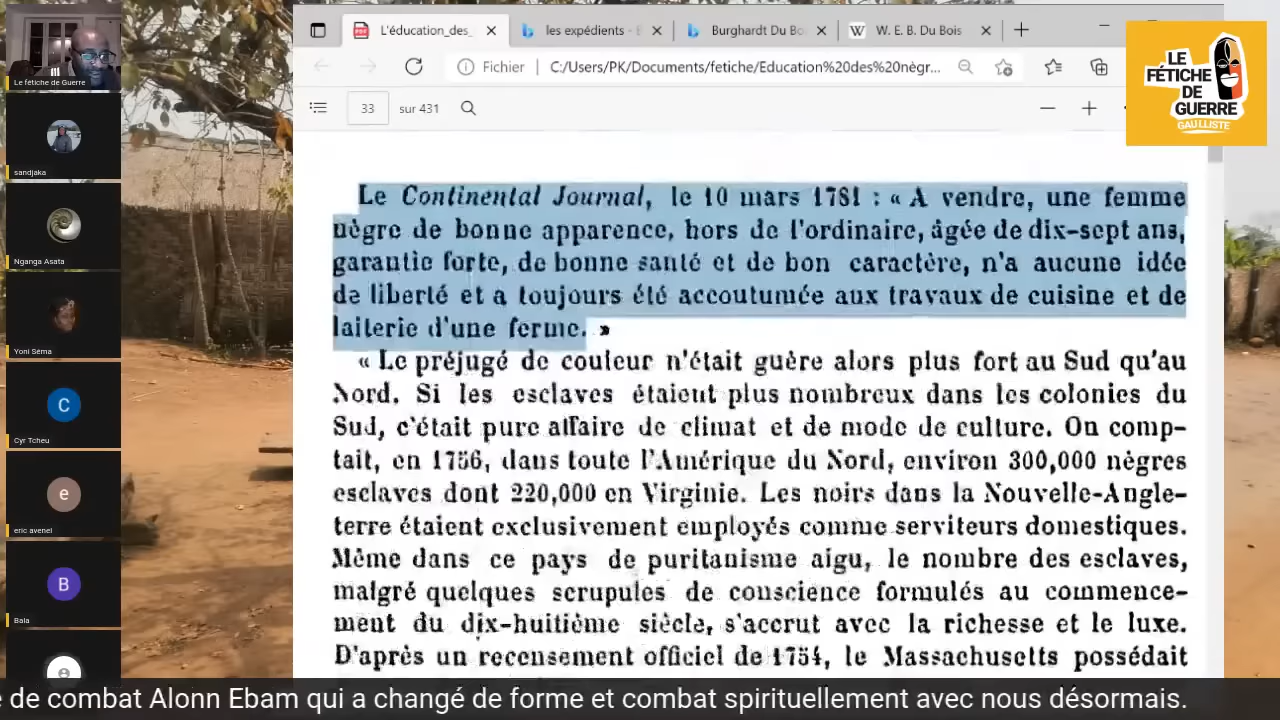 L'éducation_des_
les expédients -
Burghardt Du Bo
W. E. B. Du Bois
Fichier
C:/Users/PK/Documents/fetiche/Education%20des%20nègr...
33 sur 431
LE
FÉTICHE
DE
GUERRE
GAULLISTE
Le fétiche de Guerre
sandjaka
Nganga Asata
Yoni Séma
C
Cyr Tcheu
e
eric avenel
B
Bala
e
Le Continental Journal, le 10 mars 1781 : « A vendre, une femme
nègre de bonne apparence, hors de l'ordinaire, âgée de dix-sept ans,
garantie forte, de bonne santé et de bon caractère, n'a aucune idée
de liberté et a toujours été accoutumée aux travaux de cuisine et de
laiterie d'une ferme. »
« Le préjugé de couleur n'était guère alors plus fort au Sud qu'au
Nord. Si les esclaves étaient plus nombreux dans les colonies du
Sud, c'était pure affaire de climat et de mode de culture. On comp-
tait, en 1756, dans toute l'Amérique du Nord, environ 300,000 nègres
esclaves dont 220,000 en Virginie. Les noirs dans la Nouvelle-Angle-
terre étaient exclusivement employés comme serviteurs domestiques.
Même dans ce pays de puritanisme aigu, le nombre des esclaves,
malgré quelques scrupules de conscience formulés au commence-
ment du dix-huitième siècle, s'accrut avec la richesse et le luxe.
D'après un recensement officiel de 1754, le Massachusetts possédait
de combat Alonn Ebam qui a changé de forme et combat spirituellement avec nous désormais.